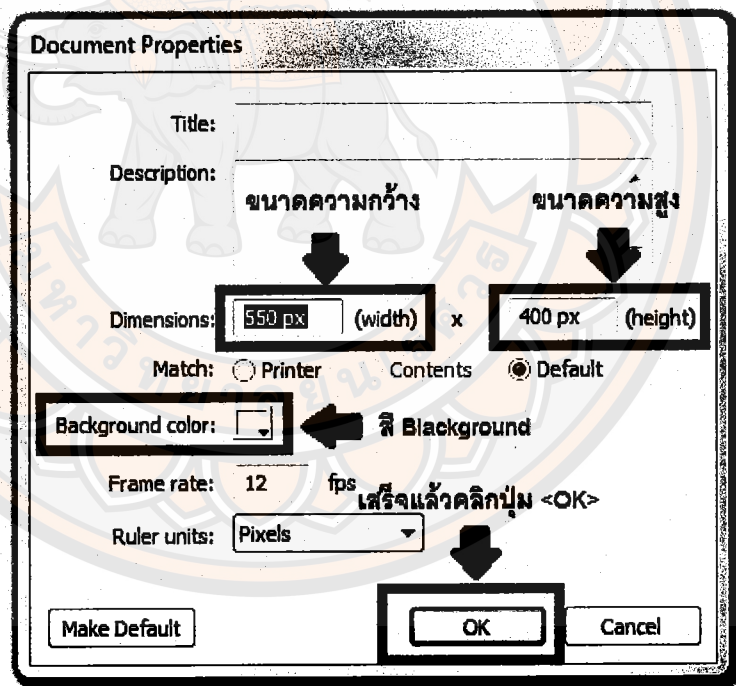 Document Properties
Title:
Description:
ขนาดความกว้าง ขนาดความสูง
Dimensions: 550 px (width) x 400 px (height)
Match: Printer Contents Default
Background color: สี Blackground
Frame rate: 12 fps
เสร็จแล้วคลิกปุ่ม <OK>
Ruler units: Pixels
Make Default OK Cancel